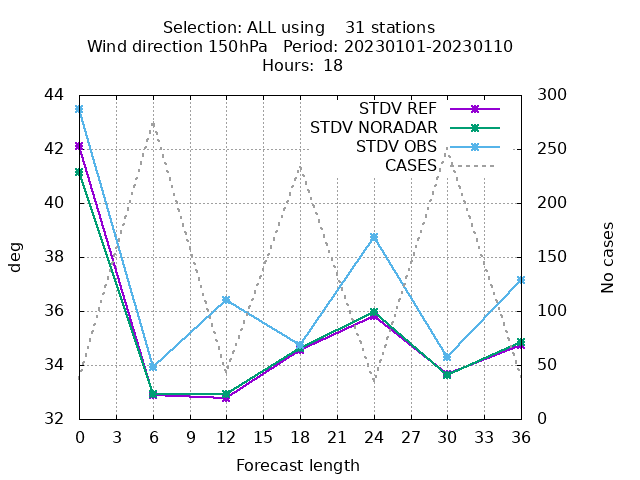 Selection: ALL using    31 stations
Wind direction 150hPa   Period: 20230101-20230110
Hours: 18
44 300
STDV REF
STDV NORADAR
42 STDV OBS 250
CASES
40 200
38 150
deg No cases
36 100
34 50
32 0
0 3 6 9 12 15 18 21 24 27 30 33 36
Forecast length